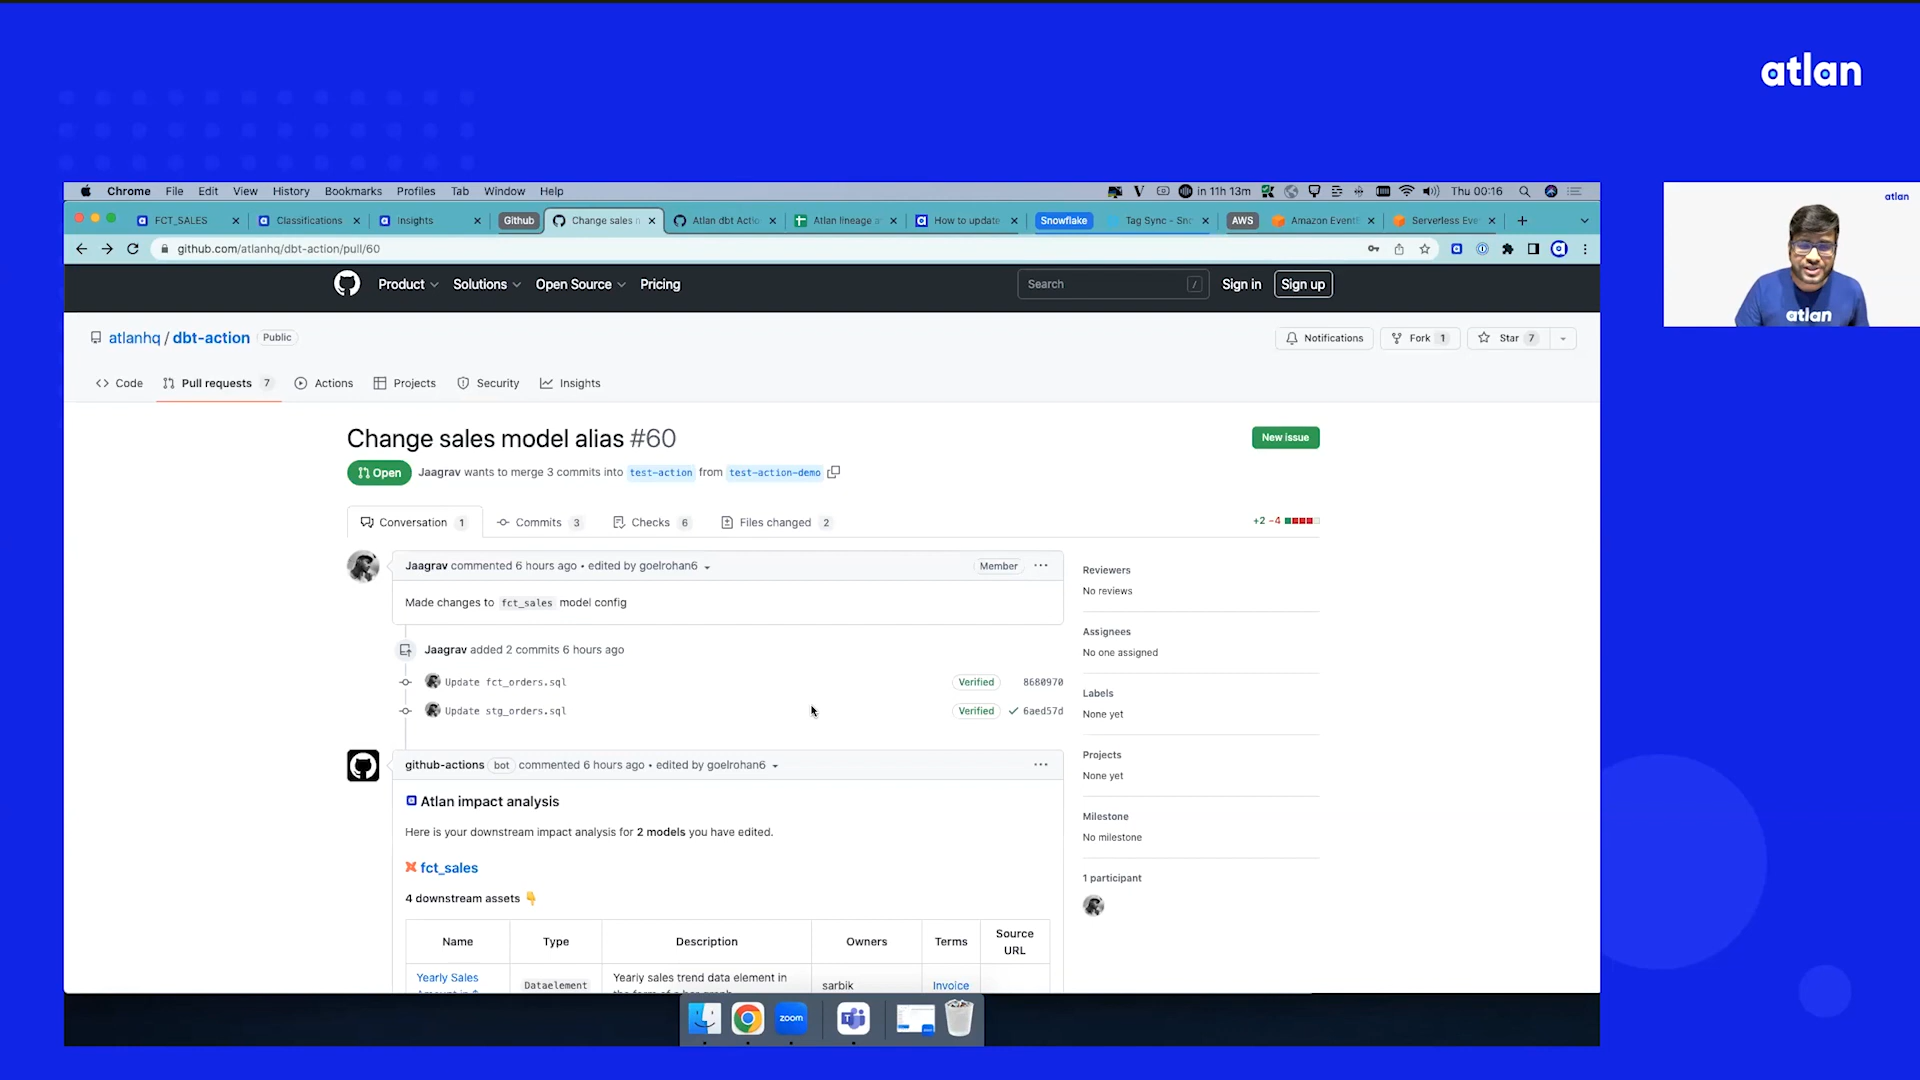 atlan
Chrome File Edit View History Bookmarks Profiles Tab Window Help
in 11h 13m Thu 00:16
FCT_SALES Classifications Insights Github Change sales Atlan dbt Actio Atlan lineage a How to update Snowflake Tag Sync - Sn AWS Amazon Event Serverless Eve
github.com/atlanhq/dbt-action/pull/60
Product Solutions Open Source Pricing Search / Sign in Sign up
atlanhq / dbt-action Public Notifications Fork 1 Star 7
Code Pull requests 7 Actions Projects Security Insights
Change sales model alias #60 New issue
Open Jaagrav wants to merge 3 commits into test-action from test-action-demo
Conversation 1 Commits 3 Checks 6 Files changed 2 +2 −4
Jaagrav commented 6 hours ago • edited by goelrohan6 Member
Made changes to fct_sales model config
Jaagrav added 2 commits 6 hours ago
Update fct_orders.sql Verified 8680970
Update stg_orders.sql Verified 6aed57d
github-actions bot commented 6 hours ago • edited by goelrohan6
Atlan impact analysis
Here is your downstream impact analysis for 2 models you have edited.
fct_sales
4 downstream assets
Name Type Description Owners Terms Source URL
Yearly Sales Dataelement Yearly sales trend data element in sarbik Invoice
Reviewers
No reviews
Assignees
No one assigned
Labels
None yet
Projects
None yet
Milestone
No milestone
1 participant
zoom
atlan
atlan